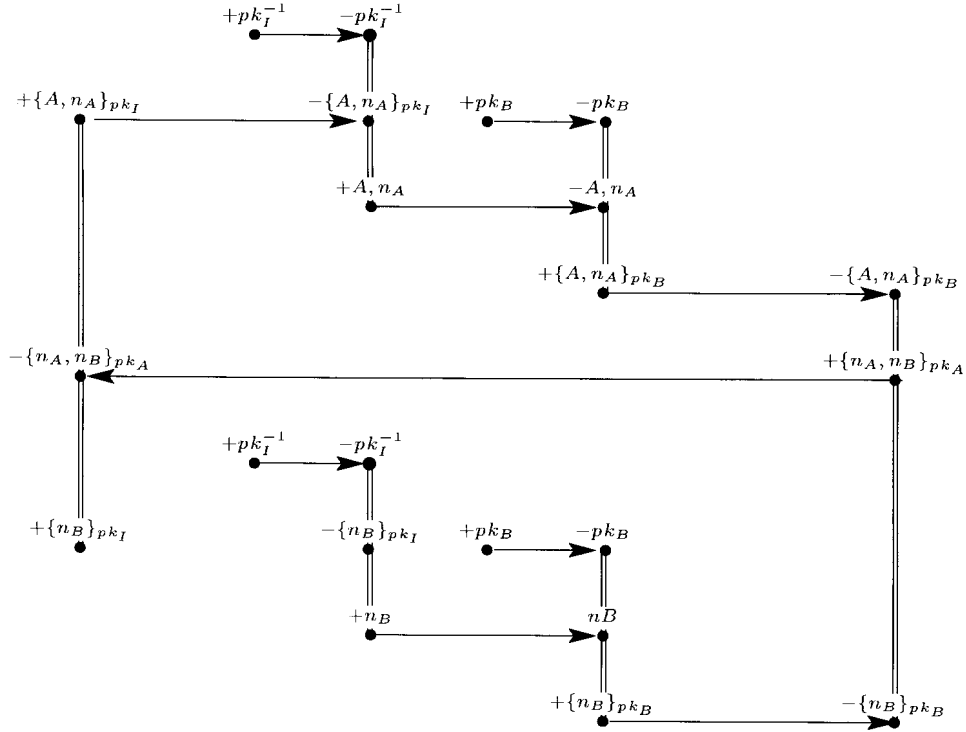 +pk_I^{-1} −pk_I^{-1}
+{A, n_A}_{pk_I} −{A, n_A}_{pk_I} +pk_B −pk_B
+A, n_A −A, n_A
+{A, n_A}_{pk_B} −{A, n_A}_{pk_B}
−{n_A, n_B}_{pk_A} +{n_A, n_B}_{pk_A}
+pk_I^{-1} −pk_I^{-1}
+{n_B}_{pk_I} −{n_B}_{pk_I} +pk_B −pk_B
+n_B nB
+{n_B}_{pk_B} −{n_B}_{pk_B}